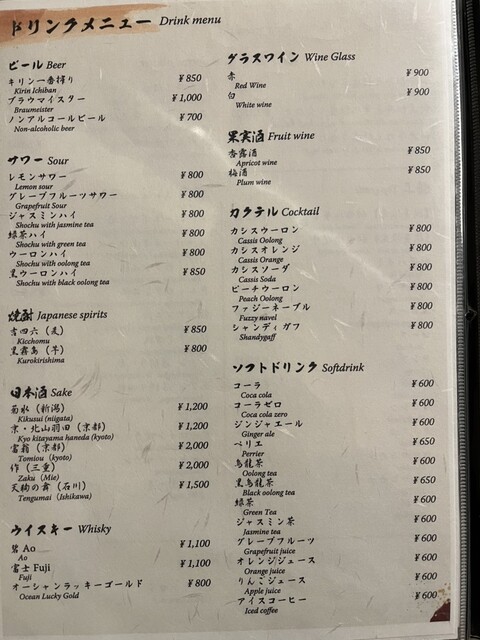 ドリンクメニュー Drink menu
ビール Beer
キリン一番搾り ¥850
Kirin Ichiban
ブラウマイスター ¥1,000
Braumeister
ノンアルコールビール ¥700
Non-alcoholic beer
サワー Sour
レモンサワー ¥800
Lemon sour
グレープフルーツサワー ¥800
Grapefruit Sour
ジャスミンハイ ¥800
Shochu with jasmine tea
緑茶ハイ ¥800
Shochu with green tea
ウーロンハイ ¥800
Shochu with oolong tea
黒ウーロンハイ ¥850
Shochu with black oolong tea
焼酎 Japanese spirits
吉四六（麦） ¥850
Kicchomu
黒霧島（芋） ¥800
Kurokirishima
日本酒 Sake
菊水（新潟） ¥1,200
Kikusui (niigata)
京・北山羽田（京都） ¥1,200
Kyo kitayama haneda (kyoto)
富翁（京都） ¥2,000
Tomiou (kyoto)
作（三重） ¥2,000
Zaku (Mie)
天狗の舞（石川） ¥1,500
Tengumai (Ishikawa)
ウイスキー Whisky
碧 Ao ¥1,100
Ao
富士 Fuji ¥1,100
Fuji
オーシャンラッキーゴールド ¥800
Ocean Lucky Gold
グラスワイン Wine Glass
赤 ¥900
Red Wine
白 ¥900
White wine
果実酒 Fruit wine
杏露酒 ¥850
Apricot wine
梅酒 ¥850
Plum wine
カクテル Cocktail
カシスウーロン ¥800
Cassis Oolong
カシスオレンジ ¥800
Cassis Orange
カシスソーダ ¥800
Cassis Soda
ピーチウーロン ¥800
Peach Oolong
ファジーネーブル ¥800
Fuzzy navel
シャンディガフ ¥800
Shandygaff
ソフトドリンク Softdrink
コーラ ¥600
Coca cola
コーラゼロ ¥600
Coca cola zero
ジンジャエール ¥600
Ginger ale
ペリエ ¥650
Perrier
烏龍茶 ¥600
Oolong tea
黒烏龍茶 ¥650
Black oolong tea
緑茶 ¥600
Green Tea
ジャスミン茶 ¥600
Jasmine tea
グレープフルーツ ¥600
Grapefruit juice
オレンジジュース ¥600
Orange juice
りんごジュース ¥600
Apple juice
アイスコーヒー ¥600
Iced coffee